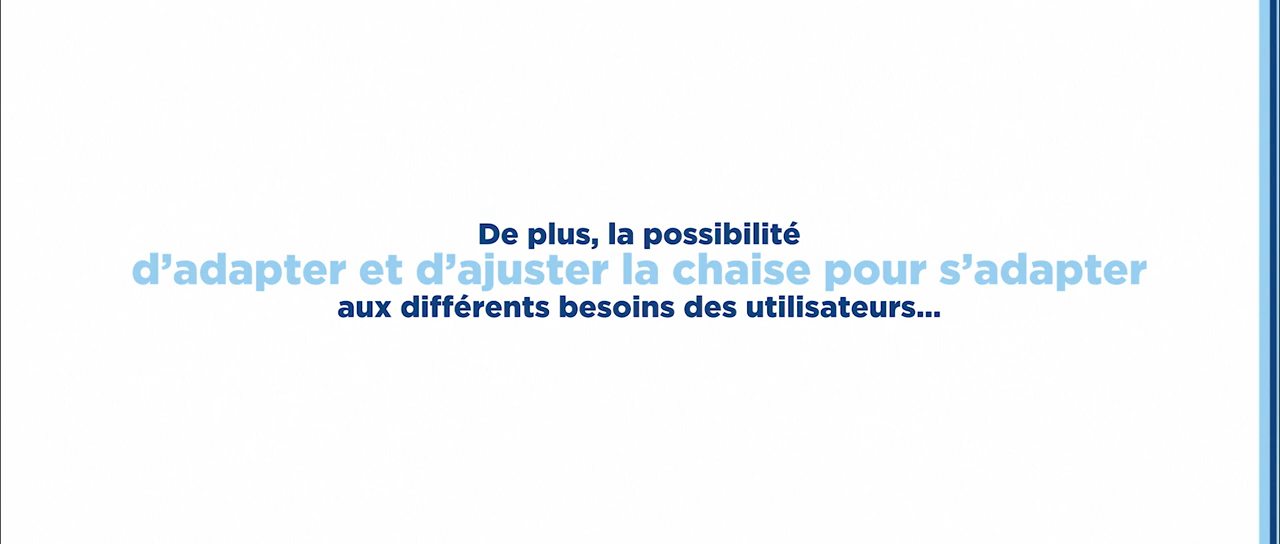 De plus, la possibilité
d’adapter et d’ajuster la chaise pour s’adapter
aux différents besoins des utilisateurs...